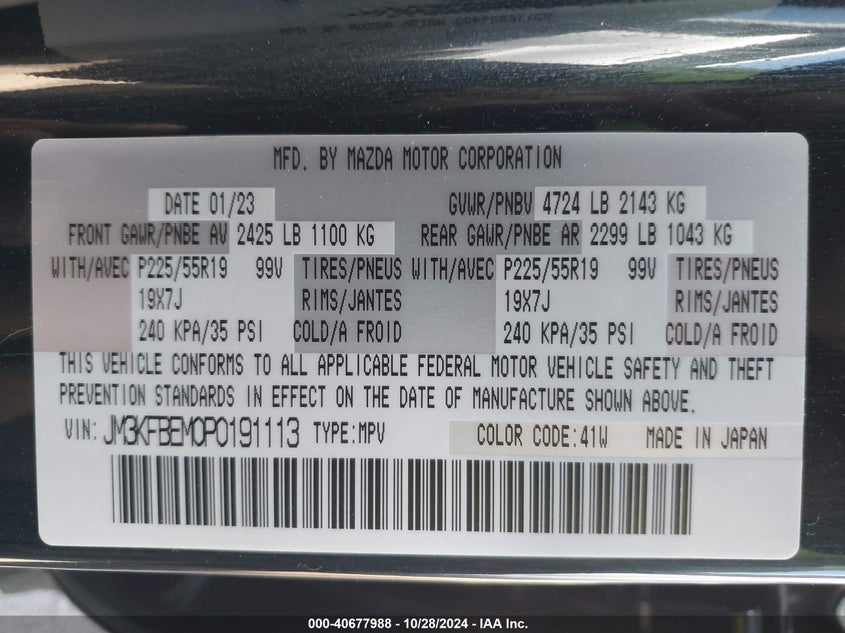 MFD. BY MAZDA MOTOR CORPORATION
DATE 01/23 GVWR/PNBV 4724 LB 2143 KG
FRONT GAWR/PNBE AV 2425 LB 1100 KG REAR GAWR/PNBE AR 2299 LB 1043 KG
WITH/AVEC P225/55R19 99V TIRES/PNEUS WITH/AVEC P225/55R19 99V TIRES/PNEUS
19X7J RIMS/JANTES 19X7J RIMS/JANTES
240 KPA/35 PSI COLD/A FROID 240 KPA/35 PSI COLD/A FROID
THIS VEHICLE CONFORMS TO ALL APPLICABLE FEDERAL MOTOR VEHICLE SAFETY AND THEFT
PREVENTION STANDARDS IN EFFECT ON THE DATE OF MANUFACTURE SHOWN ABOVE.
VIN: JM3KFBEM0P0191113 TYPE:MPV COLOR CODE:41W MADE IN JAPAN
000-40677988 - 10/28/2024 - IAA Inc.